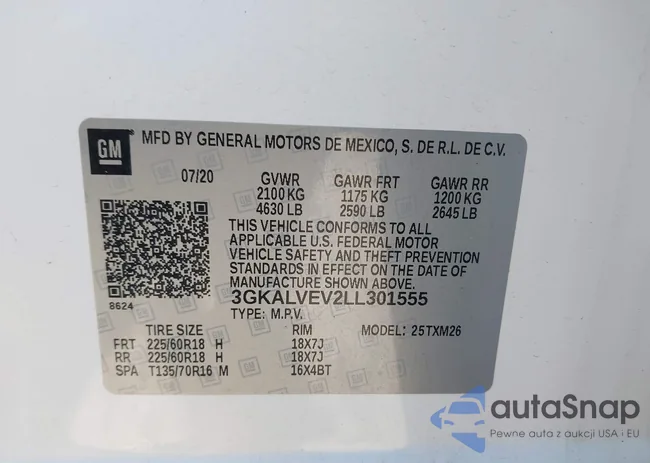 GM
MFD BY GENERAL MOTORS DE MEXICO, S. DE R.L. DE C.V.
07/20 GVWR GAWR FRT GAWR RR
2100 KG 1175 KG 1200 KG
4630 LB 2590 LB 2645 LB
THIS VEHICLE CONFORMS TO ALL
APPLICABLE U.S. FEDERAL MOTOR
VEHICLE SAFETY AND THEFT PREVENTION
STANDARDS IN EFFECT ON THE DATE OF
MANUFACTURE SHOWN ABOVE.
8624
3GKALVEV2LL301555
TYPE: M.P.V.
TIRE SIZE RIM MODEL: 25TXM26
FRT 225/60R18 H 18X7J
RR 225/60R18 H 18X7J
SPA T135/70R16 M 16X4BT
autaSnap
Pewne auta z aukcji USA i EU